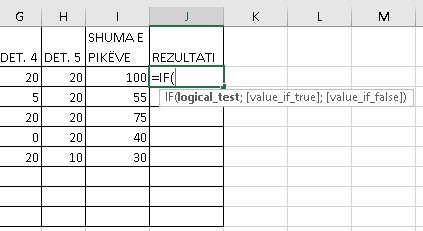 G H I J K L M
SHUMA E
DET. 4 DET. 5 PIKËVE REZULTATI
20 20 100 =IF(
5 20 55 IF(logical_test; [value_if_true]; [value_if_false])
20 20 75
0 20 40
20 10 30